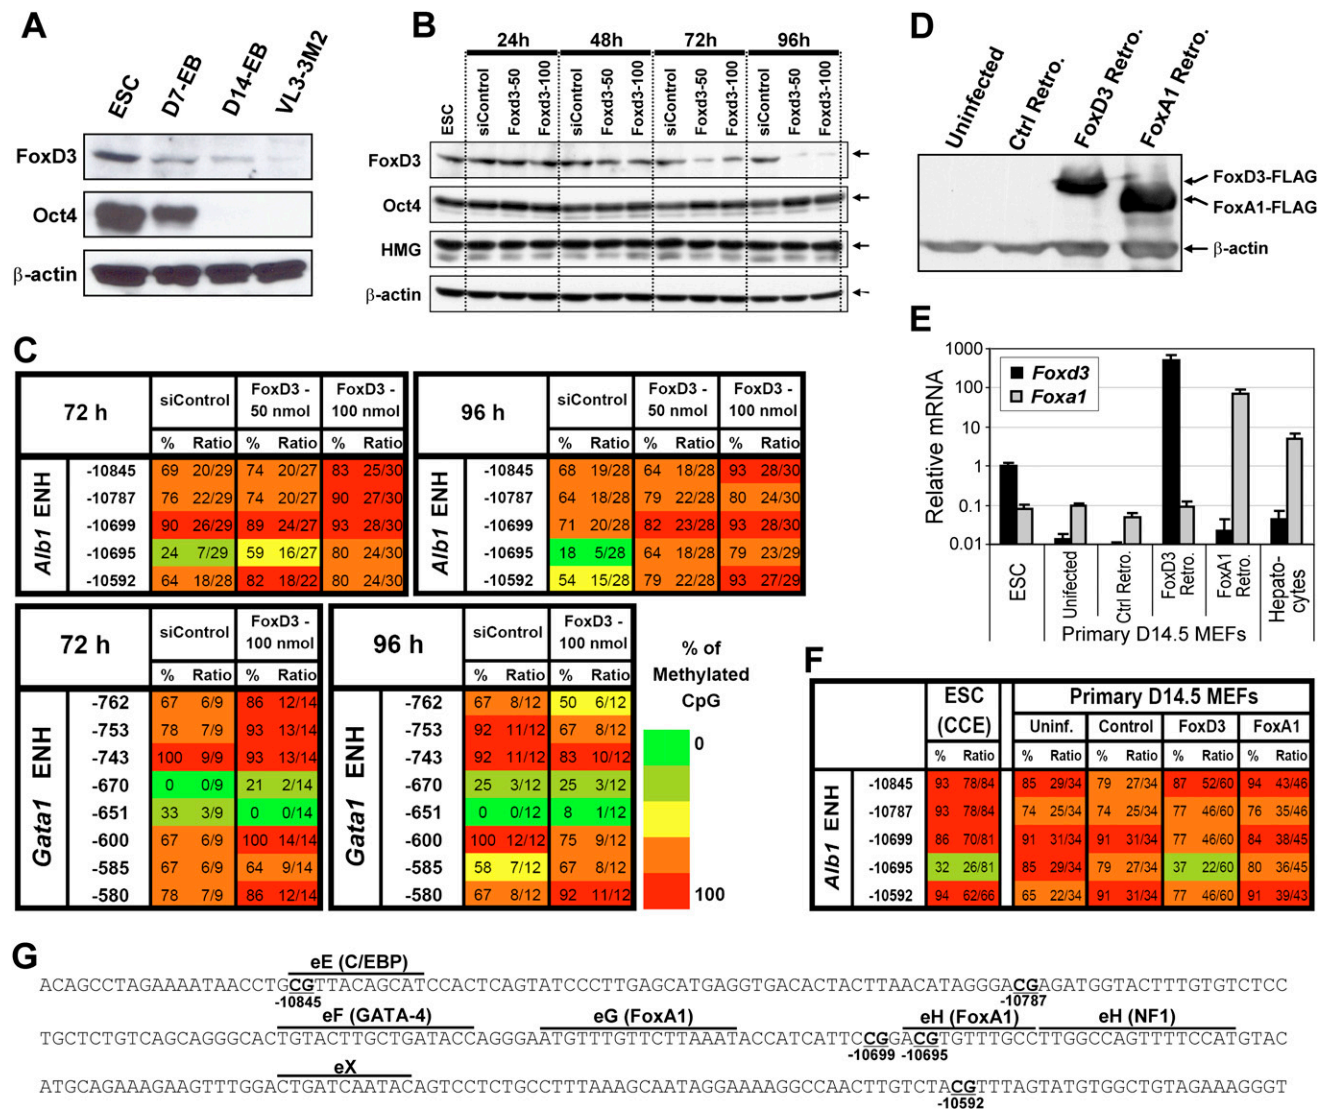 A
ESC
D7-EB
D14-EB
VL3-3M2
FoxD3
Oct4
β-actin
B
24h 48h 72h 96h
ESC siControl Foxd3-50 Foxd3-100 siControl Foxd3-50 Foxd3-100 siControl Foxd3-50 Foxd3-100 siControl Foxd3-50 Foxd3-100
FoxD3
Oct4
HMG
β-actin
D
Uninfected
Ctrl Retro.
FoxD3 Retro.
FoxA1 Retro.
FoxD3-FLAG
FoxA1-FLAG
β-actin
C
72 h
siControl FoxD3 - 50 nmol FoxD3 - 100 nmol
% Ratio % Ratio % Ratio
Alb1 ENH
-10845 69 20/29 74 20/27 83 25/30
-10787 76 22/29 74 20/27 90 27/30
-10699 90 26/29 89 24/27 93 28/30
-10695 24 7/29 59 16/27 80 24/30
-10592 64 18/28 82 18/22 80 24/30
96 h
siControl FoxD3 - 50 nmol FoxD3 - 100 nmol
% Ratio % Ratio % Ratio
Alb1 ENH
-10845 68 19/28 64 18/28 93 28/30
-10787 64 18/28 79 22/28 80 24/30
-10699 71 20/28 82 23/28 93 28/30
-10695 18 5/28 64 18/28 79 23/29
-10592 54 15/28 79 22/28 93 27/29
72 h
siControl FoxD3 - 100 nmol
% Ratio % Ratio
Gata1 ENH
-762 67 6/9 86 12/14
-753 78 7/9 93 13/14
-743 100 9/9 93 13/14
-670 0 0/9 21 2/14
-651 33 3/9 0 0/14
-600 67 6/9 100 14/14
-585 67 6/9 64 9/14
-580 78 7/9 86 12/14
96 h
siControl FoxD3 - 100 nmol
% Ratio % Ratio
Gata1 ENH
-762 67 8/12 50 6/12
-753 92 11/12 67 8/12
-743 92 11/12 83 10/12
-670 25 3/12 25 3/12
-651 0 0/12 8 1/12
-600 100 12/12 75 9/12
-585 58 7/12 67 8/12
-580 67 8/12 92 11/12
% of
Methylated
CpG
0
100
E
Relative mRNA
1000
100
10
1
0.1
0.01
Foxd3
Foxa1
ESC
Unifected
Ctrl Retro.
FoxD3 Retro.
FoxA1 Retro.
Hepato-cytes
Primary D14.5 MEFs
F
ESC (CCE) Primary D14.5 MEFs
Uninf. Control FoxD3 FoxA1
% Ratio % Ratio % Ratio % Ratio % Ratio
Alb1 ENH
-10845 93 78/84 85 29/34 79 27/34 87 52/60 94 43/46
-10787 93 78/84 74 25/34 74 25/34 77 46/60 76 35/46
-10699 86 70/81 91 31/34 91 31/34 77 46/60 84 38/45
-10695 32 26/81 85 29/34 79 27/34 37 22/60 80 36/45
-10592 94 62/66 65 22/34 91 31/34 77 46/60 91 39/43
G
eE (C/EBP)
ACAGCCTAGAAAATAACCTGCGTTACAGCATCCACTCAGTATCCCTTGAGCATGAGGTGACACTACTTAACATAGGGACGAGATGGTACTTTGTGTCTCC
-10845 -10787
eF (GATA-4) eG (FoxA1) eH (FoxA1) eH (NF1)
TGCTCTGTCAGCAGGGCACTGTACTTGCTGATACCAGGGAATGTTTGTTCTTAAATACCATCATTCCGGACGTGTTTGCCTTGGCCAGTTTTCCATGTAC
-10699 -10695
eX
ATGCAGAAAGAAGTTTGGACTGATCAATACAGTCCTCTGCCTTTAAAGCAATAGGAAAAGGCCAACTTGTCTACGTTTAGTATGTGGCTGTAGAAAGGGT
-10592